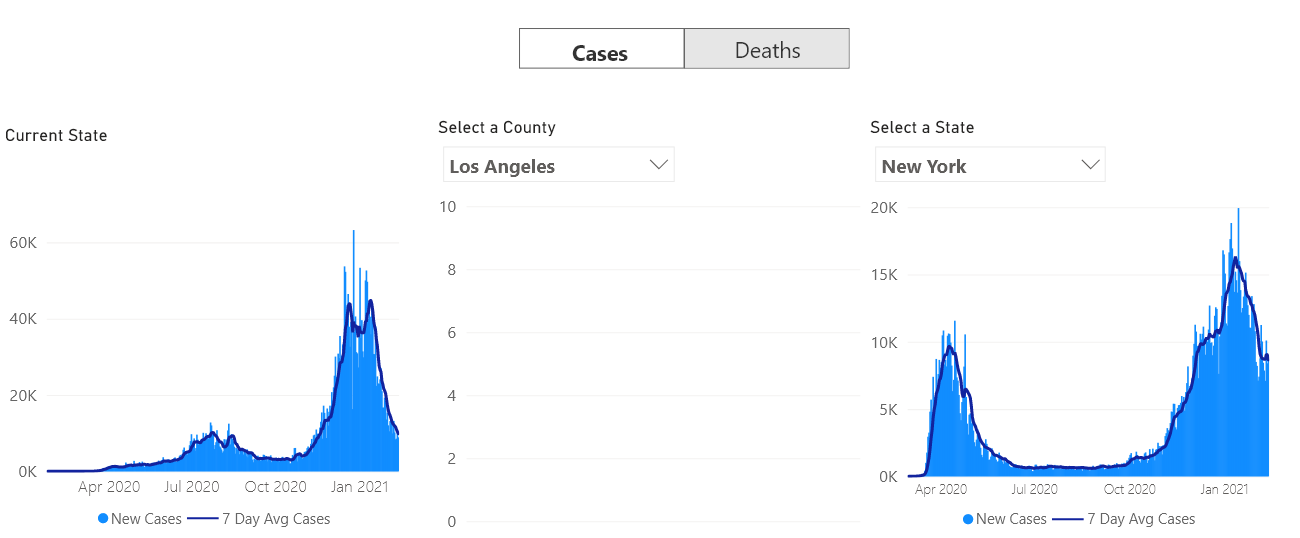 Cases
Deaths
Current State
60K
40K
20K
0K
Apr 2020 Jul 2020 Oct 2020 Jan 2021
New Cases 7 Day Avg Cases
Select a County
Los Angeles
10
8
6
4
2
0
Select a State
New York
20K
15K
10K
5K
0K
Apr 2020 Jul 2020 Oct 2020 Jan 2021
New Cases 7 Day Avg Cases